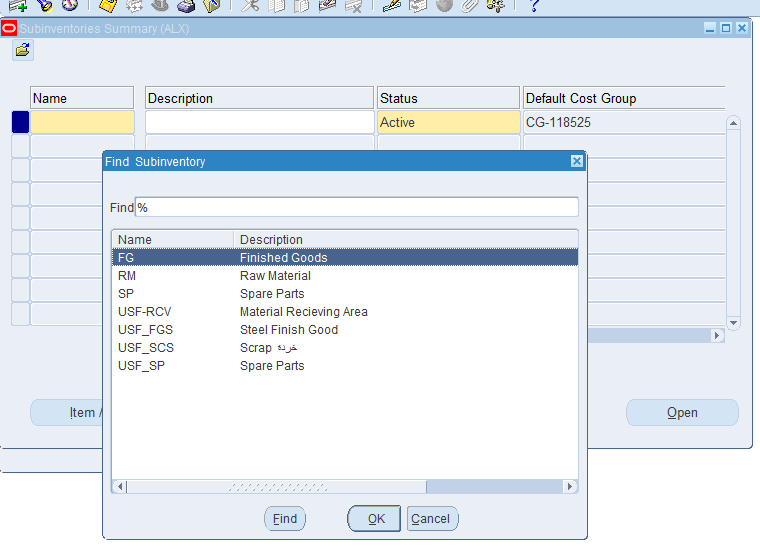 Subinventories Summary (ALX)
Name Description Status Default Cost Group
Active CG-118525
Find Subinventory
Find %
Name Description
FG Finished Goods
RM Raw Material
SP Spare Parts
USF-RCV Material Recieving Area
USF_FGS Steel Finish Good
USF_SCS Scrap خردة
USF_SP Spare Parts
Item / Open
Find OK Cancel